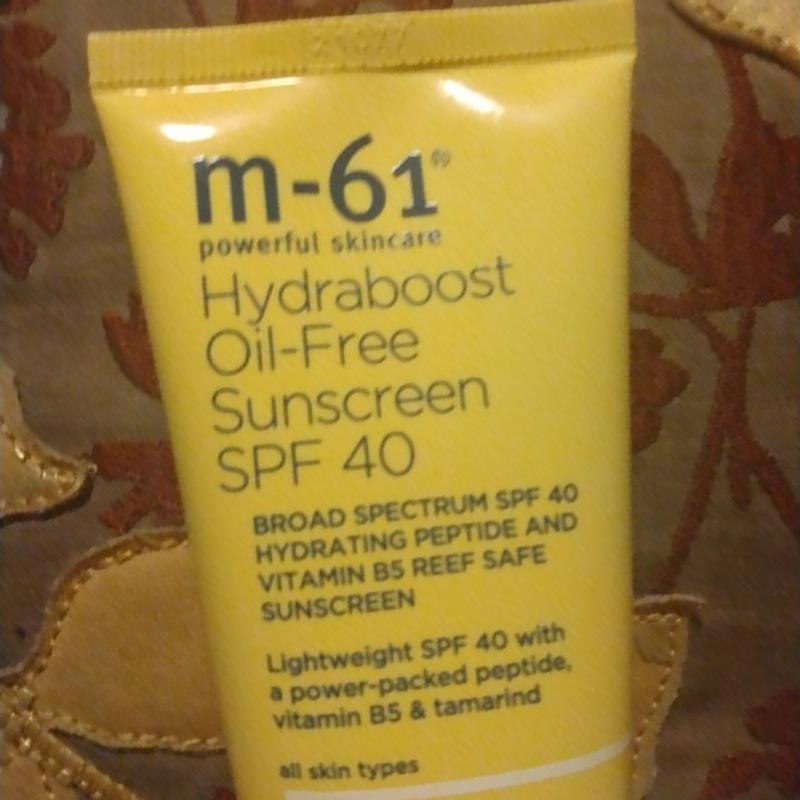 m-61®
powerful skincare
Hydraboost
Oil-Free
Sunscreen
SPF 40
BROAD SPECTRUM SPF 40
HYDRATING PEPTIDE AND
VITAMIN B5 REEF SAFE
SUNSCREEN
Lightweight SPF 40 with
a power-packed peptide,
vitamin B5 & tamarind
all skin types